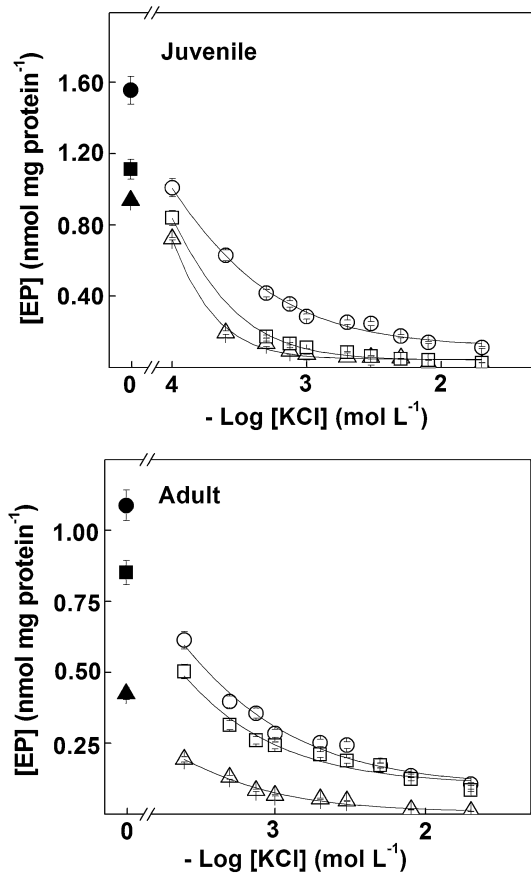 Juvenile
[EP] (nmol mg protein⁻¹)
1.60
1.20
0.80
0.40
0 4 3 2
- Log [KCl] (mol L⁻¹)
Adult
[EP] (nmol mg protein⁻¹)
1.00
0.75
0.50
0.25
0 3 2
- Log [KCl] (mol L⁻¹)